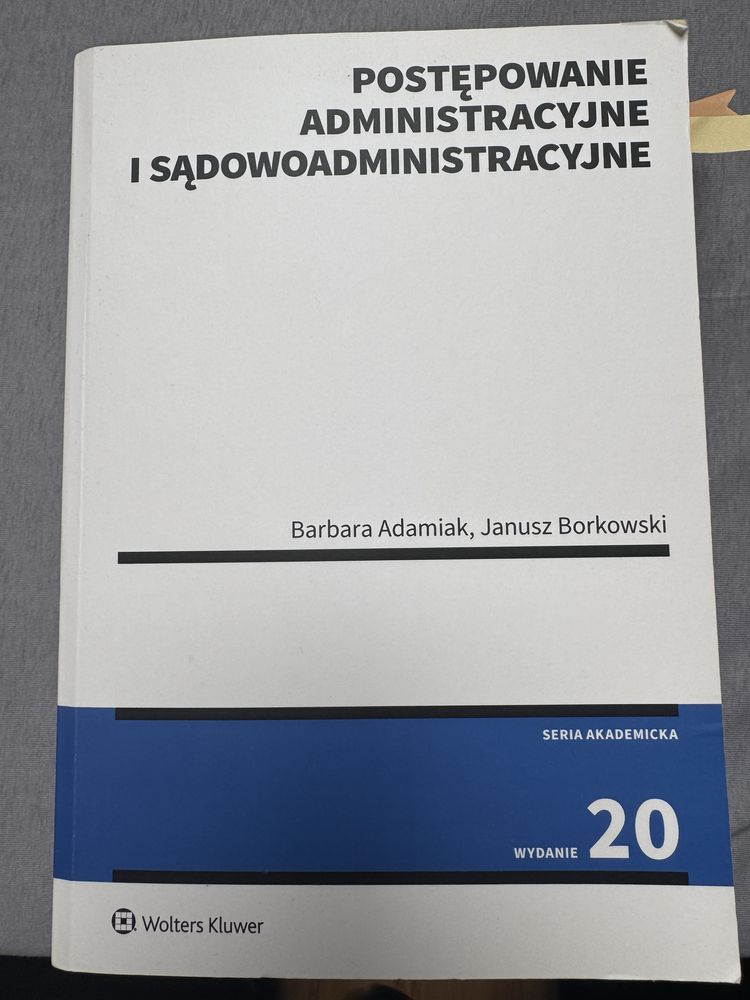 POSTĘPOWANIE
ADMINISTRACYJNE
I SĄDOWOADMINISTRACYJNE
Barbara Adamiak, Janusz Borkowski
SERIA AKADEMICKA
WYDANIE 20
Wolters Kluwer